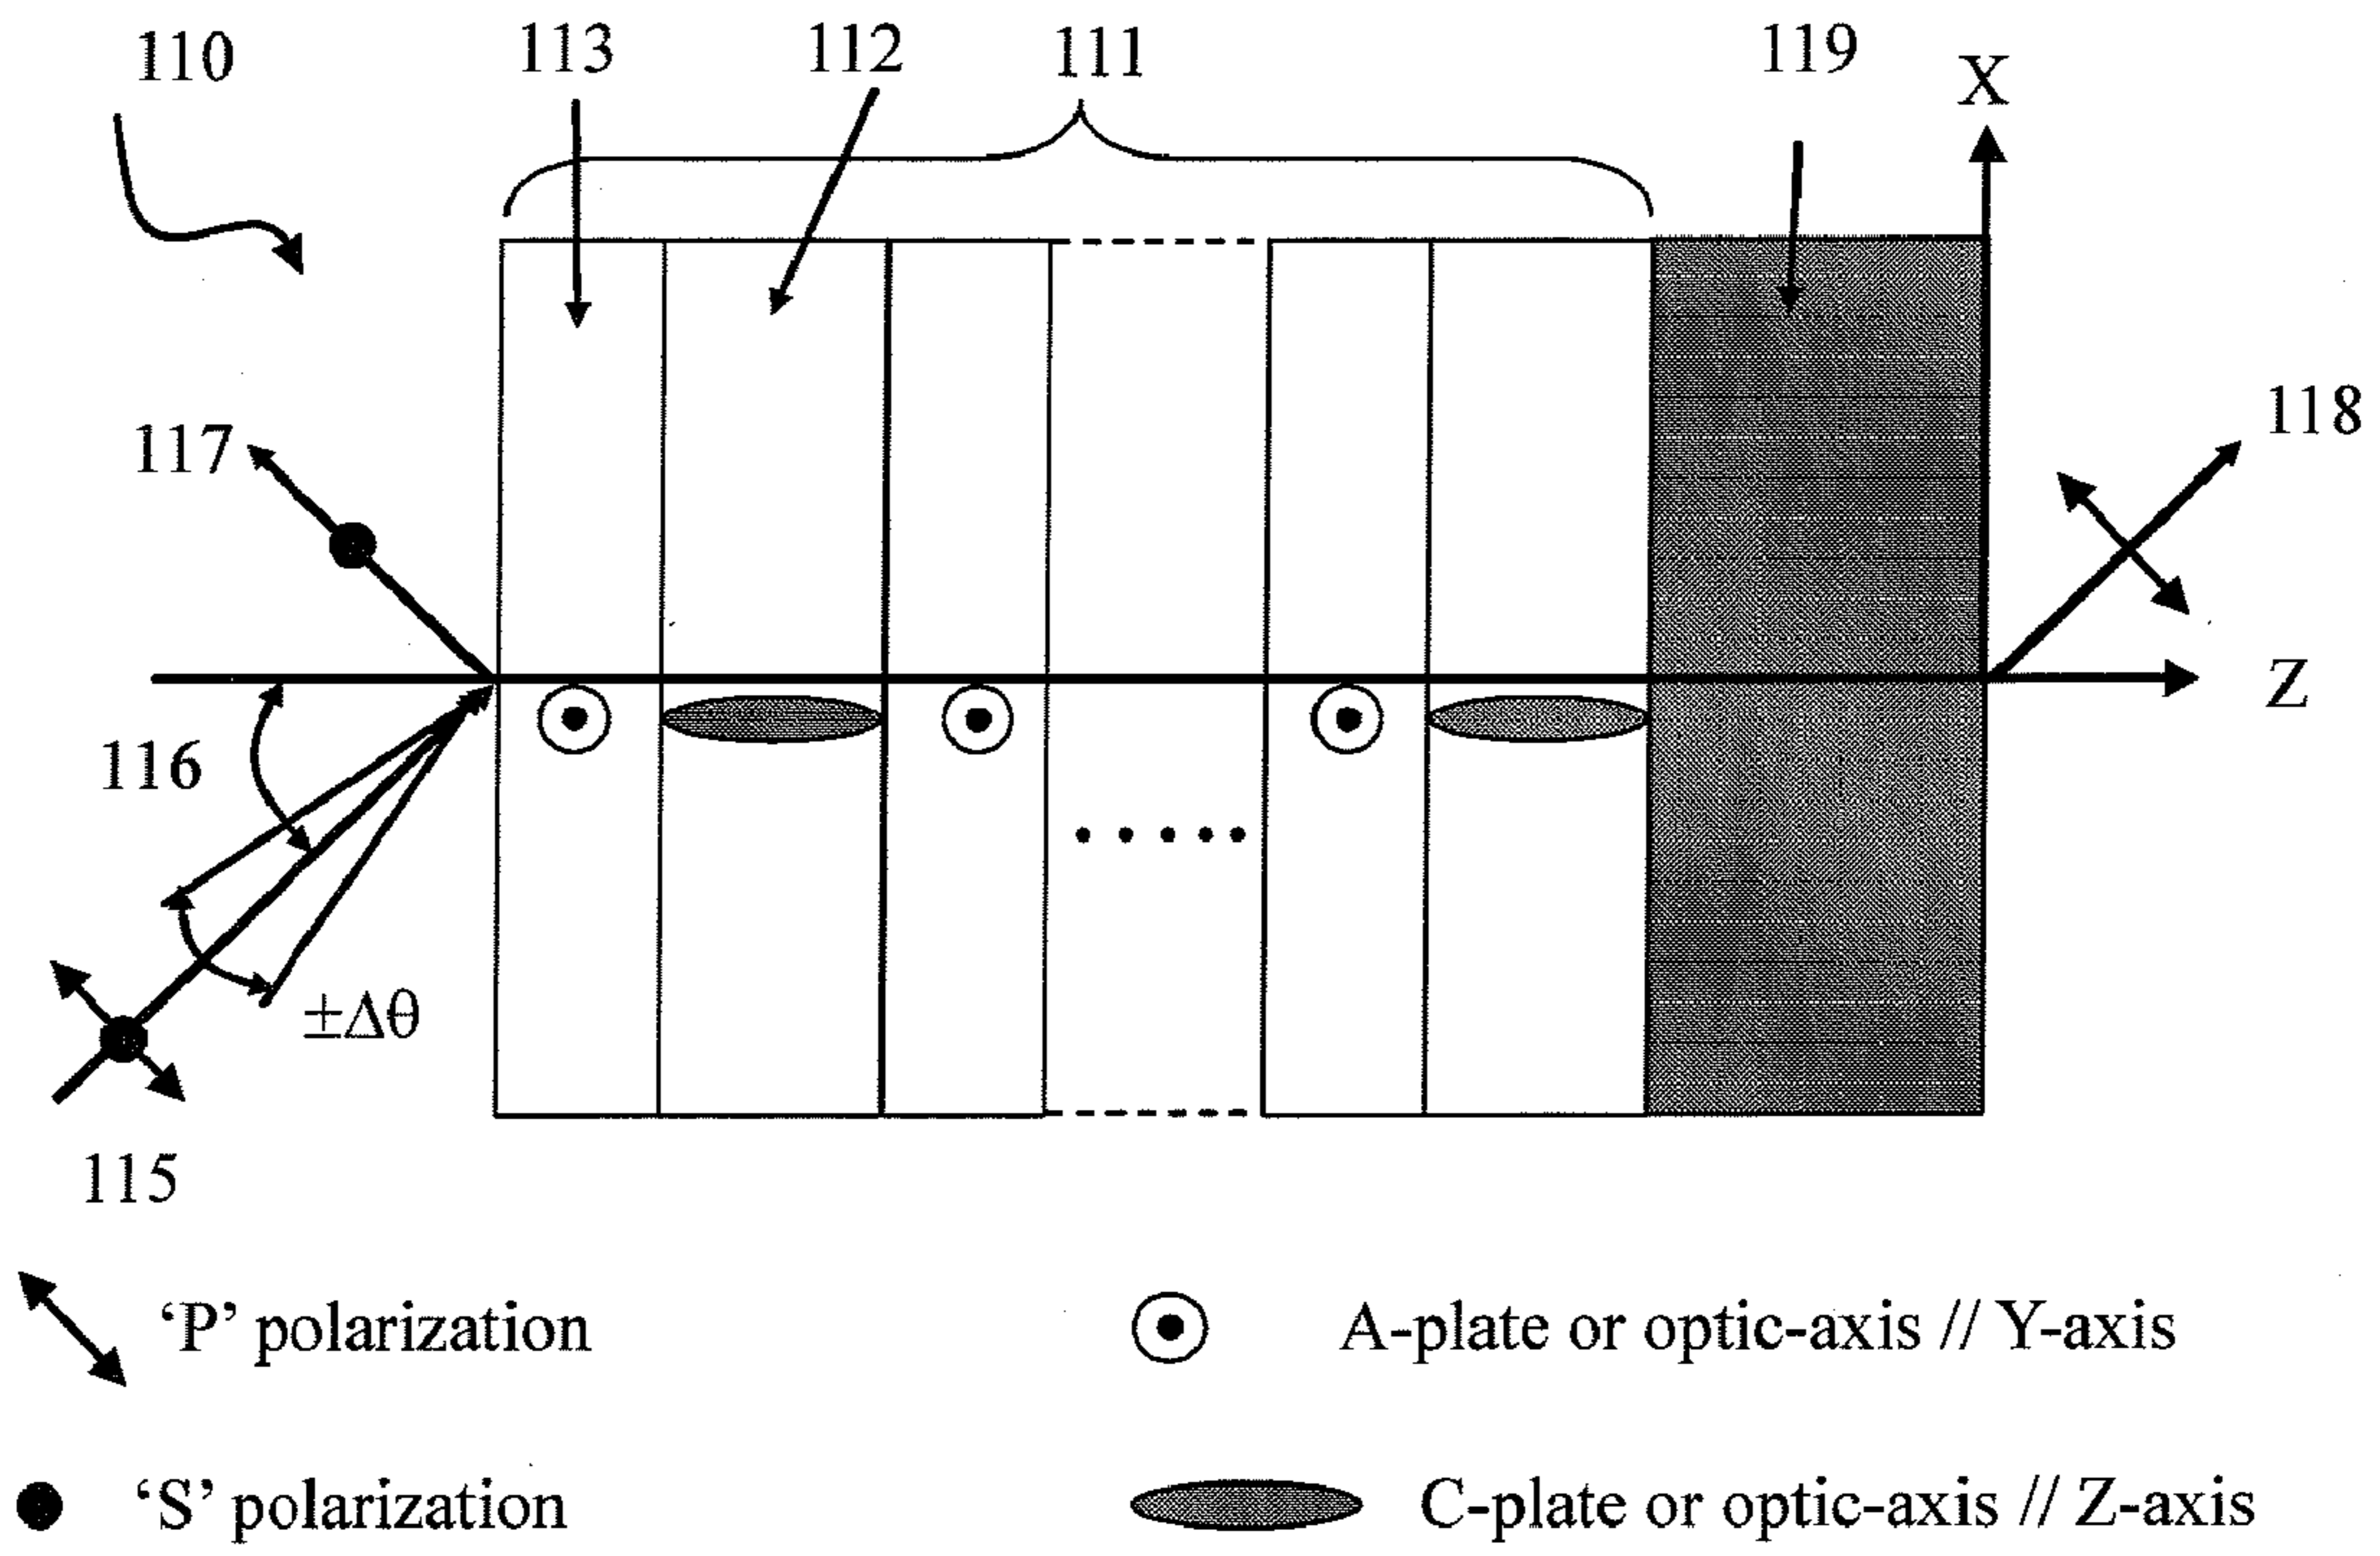 110
113
112
111
119
X
117
118
Z
116
±Δθ
115
‘P’ polarization
A-plate or optic-axis // Y-axis
‘S’ polarization
C-plate or optic-axis // Z-axis